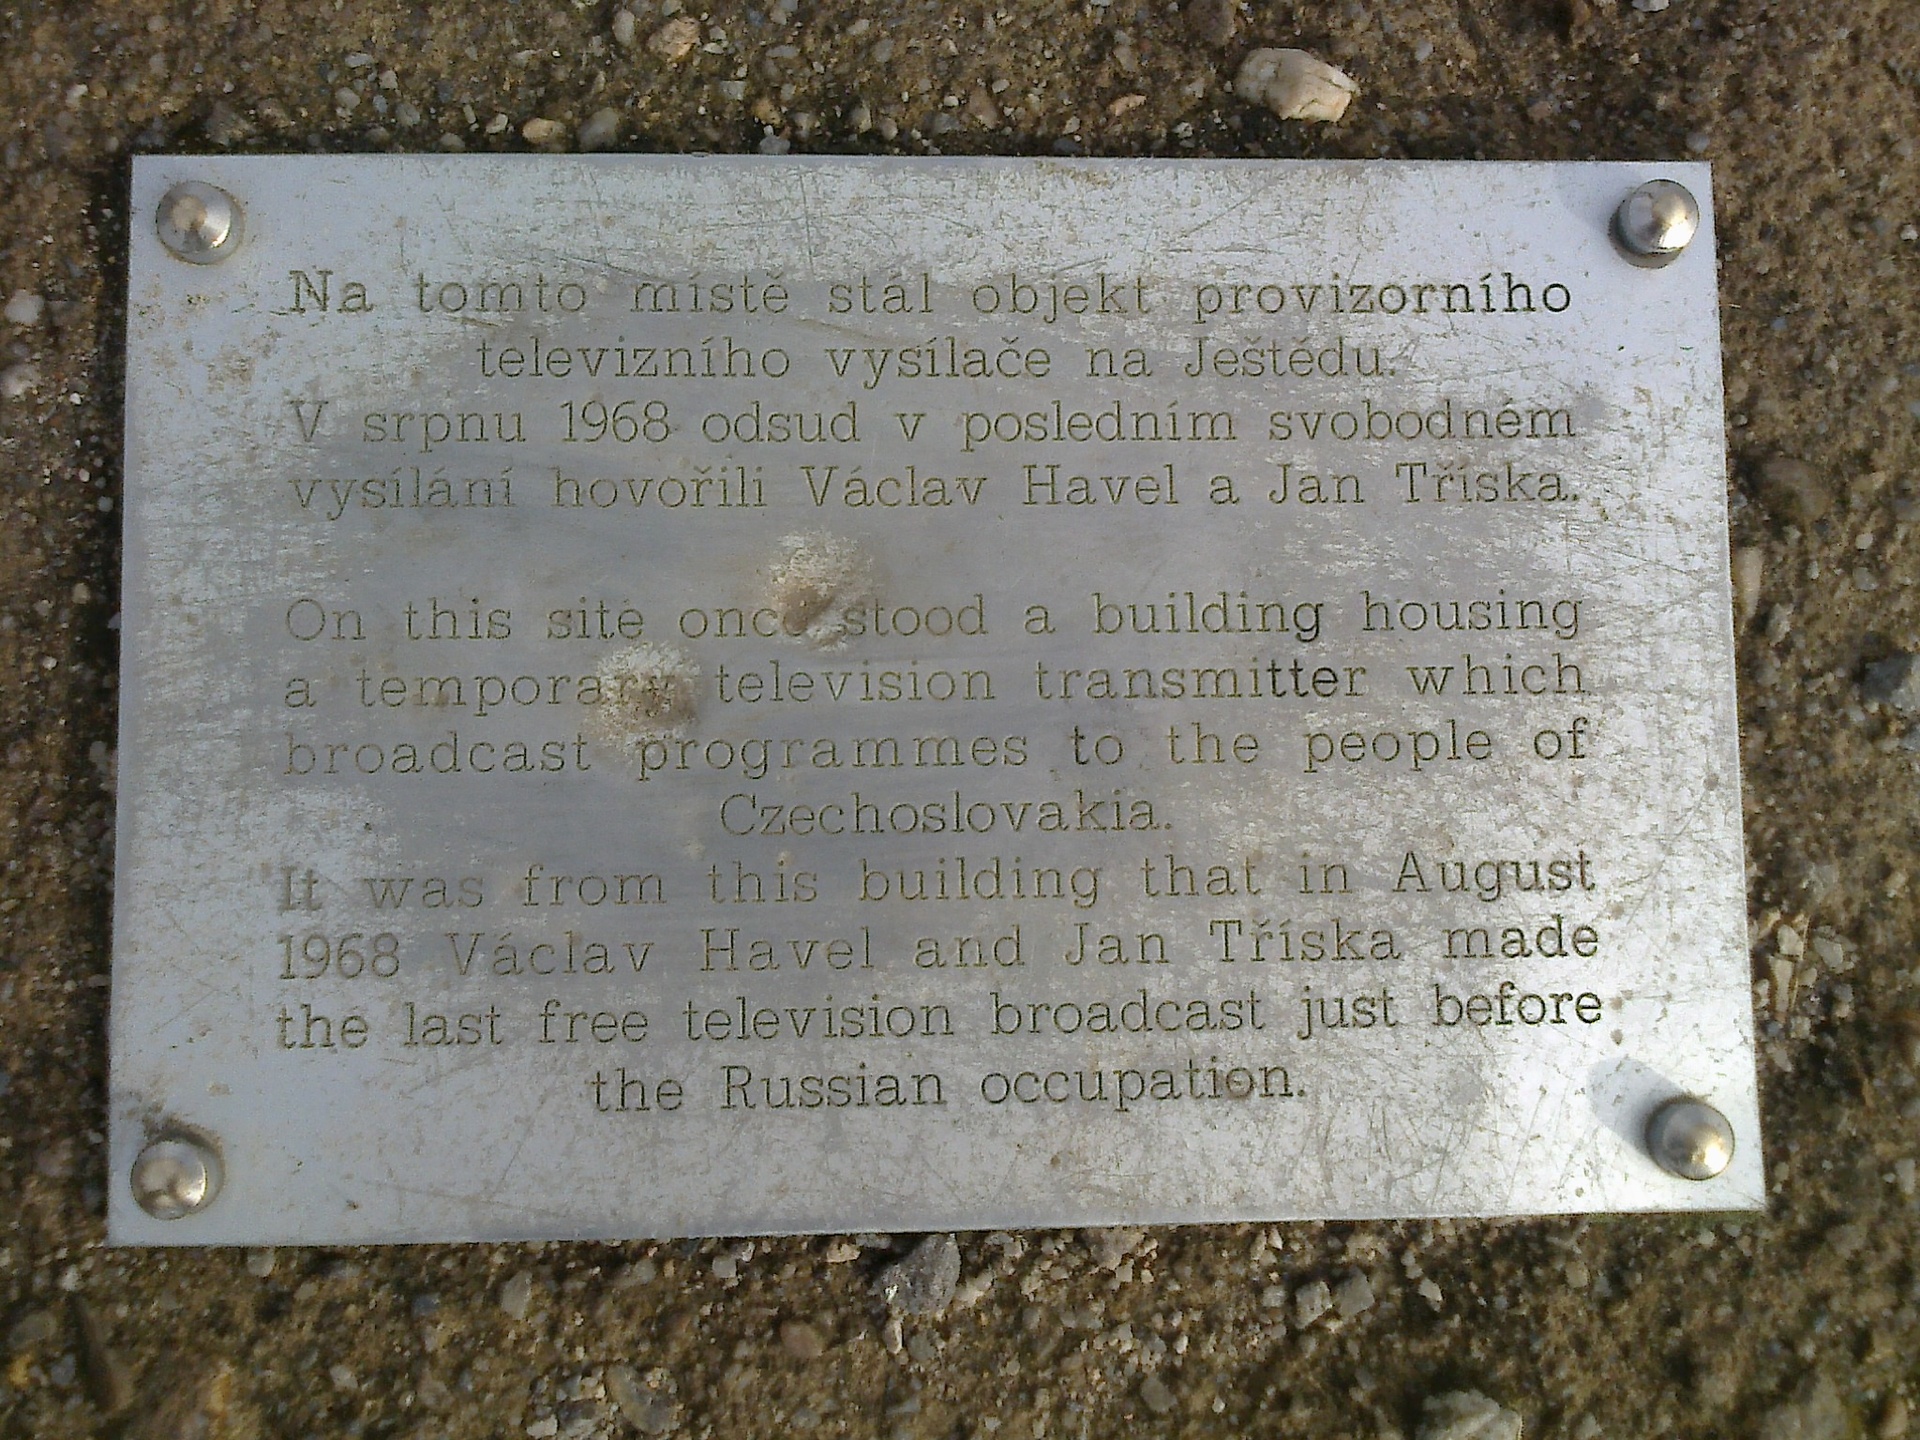 Na tomto místě stál objekt provizorního
televizního vysílače na Ještědu.
V srpnu 1968 odsud v posledním svobodném
vysílání hovořili Václav Havel a Jan Tříska.
On this site once stood a building housing
a temporary television transmitter which
broadcast programmes to the people of
Czechoslovakia.
It was from this building that in August
1968 Václav Havel and Jan Tříska made
the last free television broadcast just before
the Russian occupation.